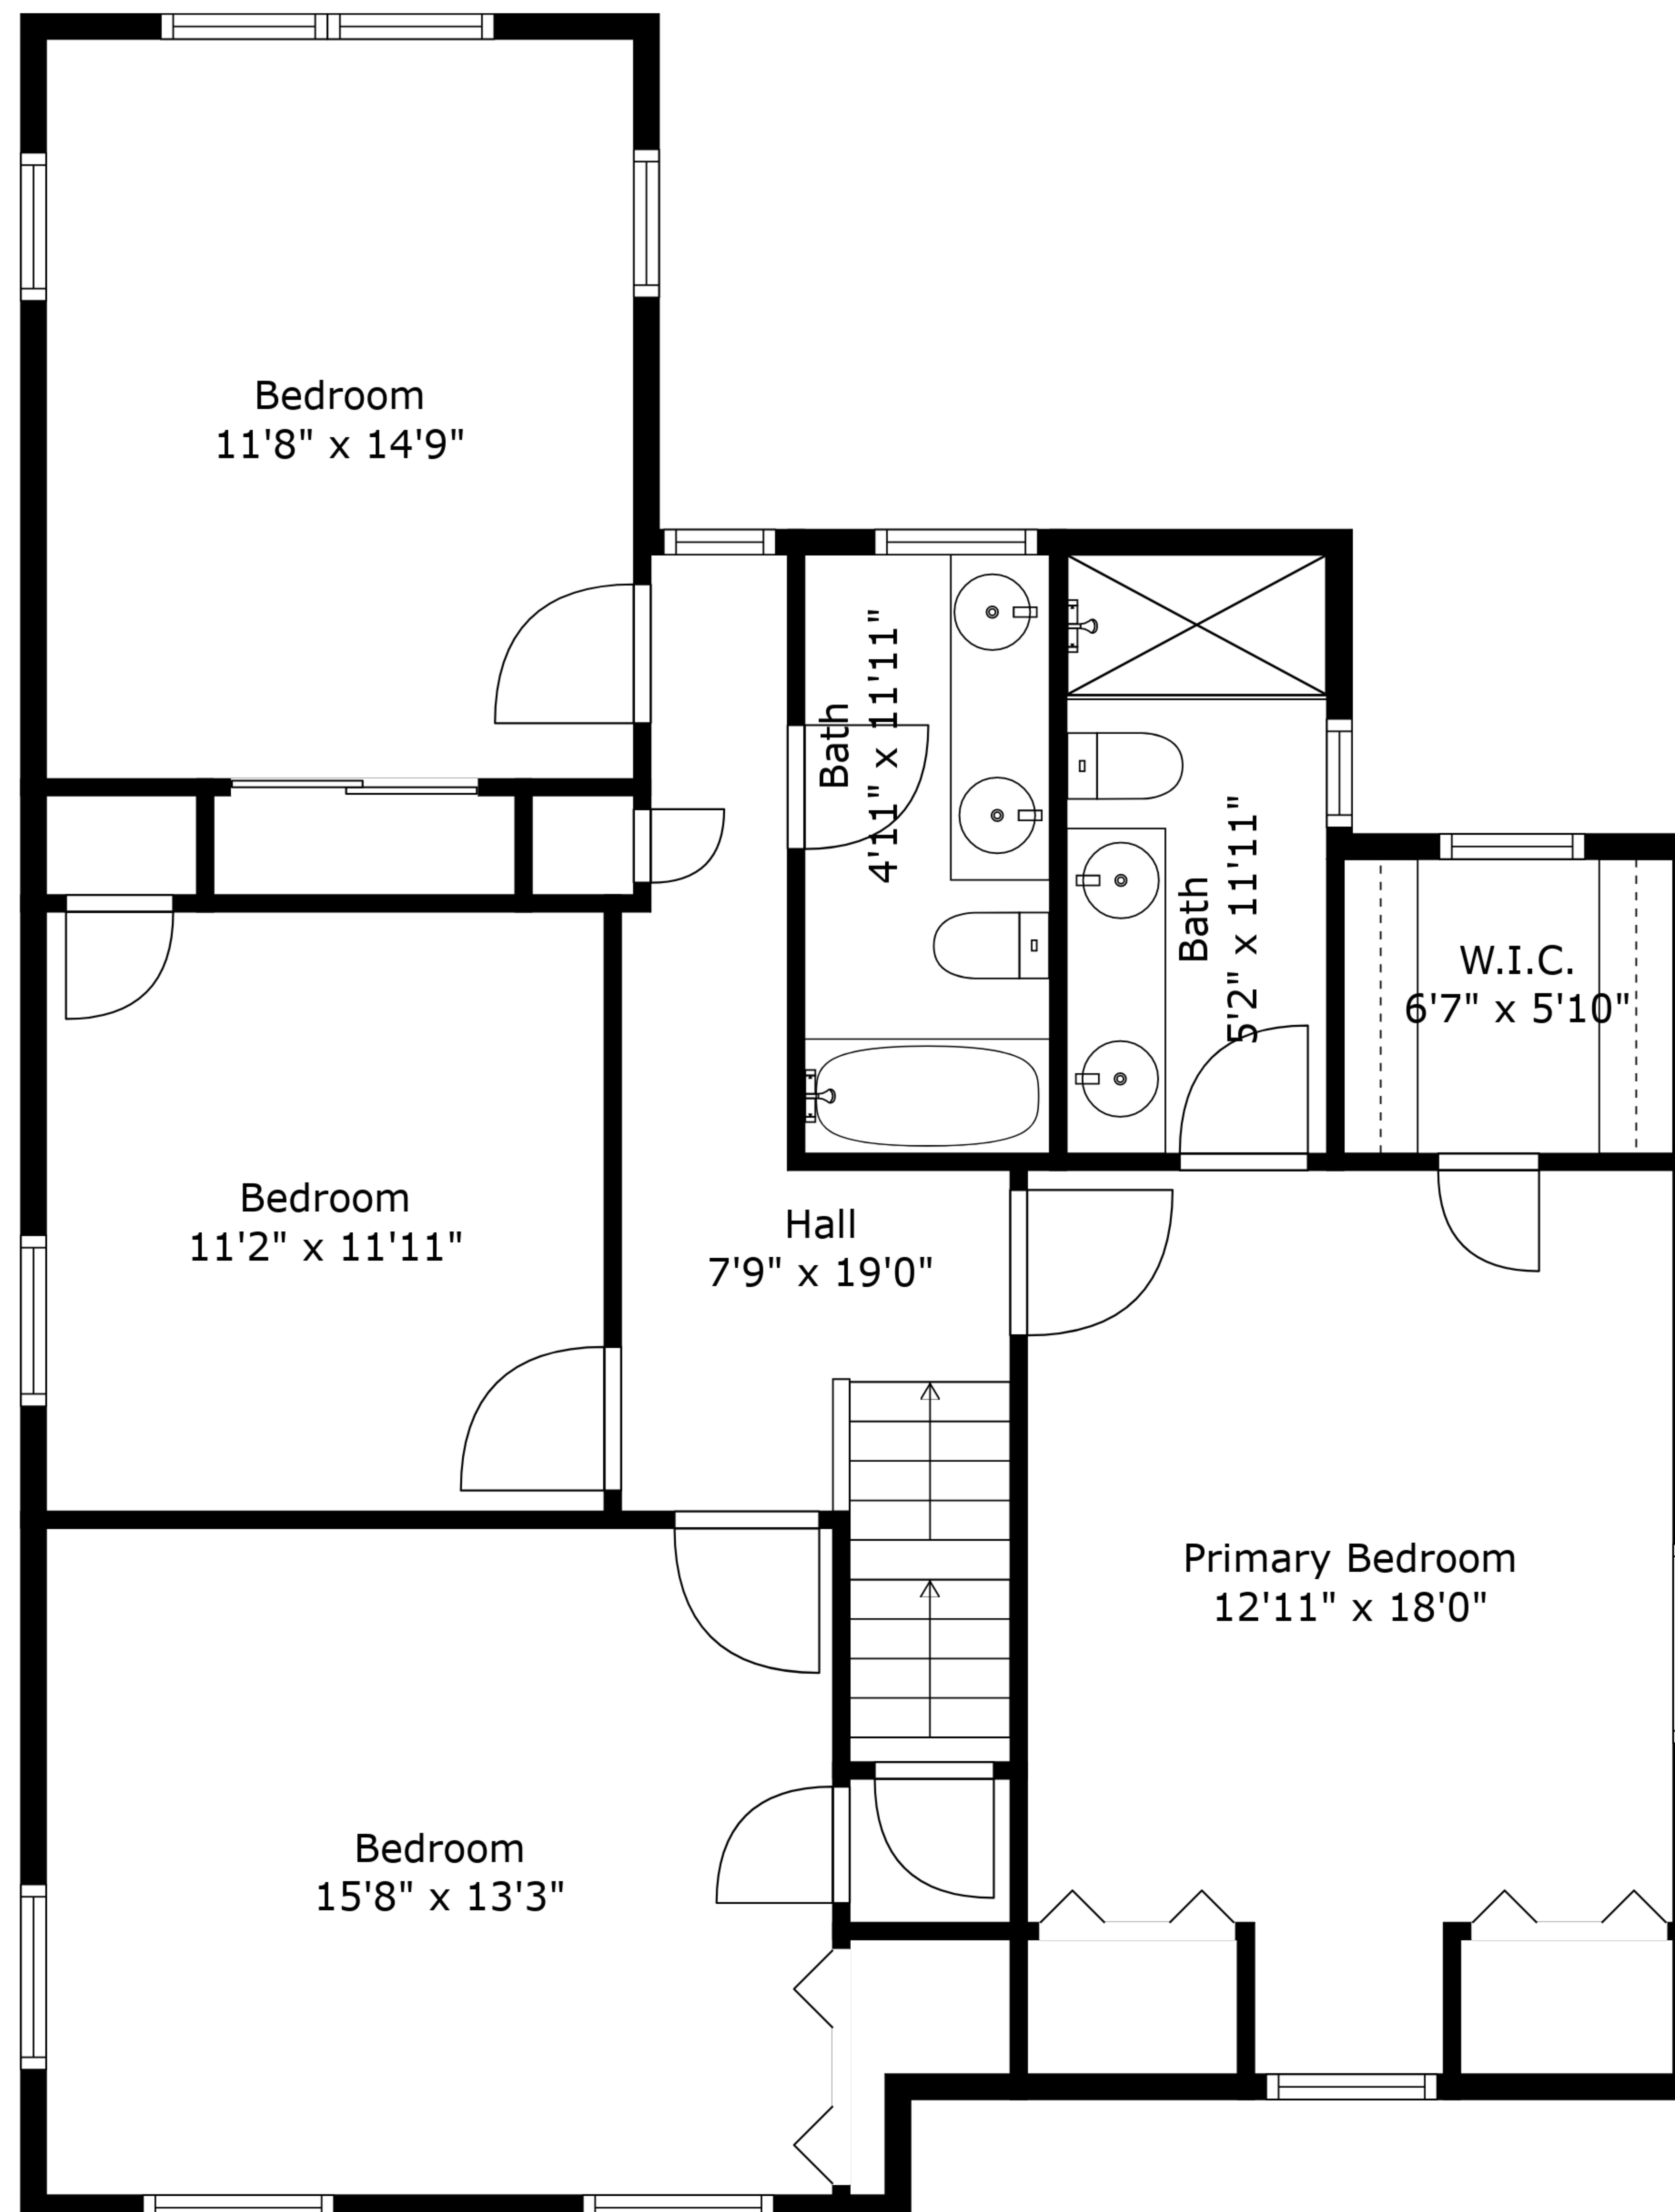 Bedroom
11'8" x 14'9"
Bath
4'11" x 11'11"
Bath
5'2" x 11'11"
W.I.C.
6'7" x 5'10"
Bedroom
11'2" x 11'11"
Hall
7'9" x 19'0"
Primary Bedroom
12'11" x 18'0"
Bedroom
15'8" x 13'3"